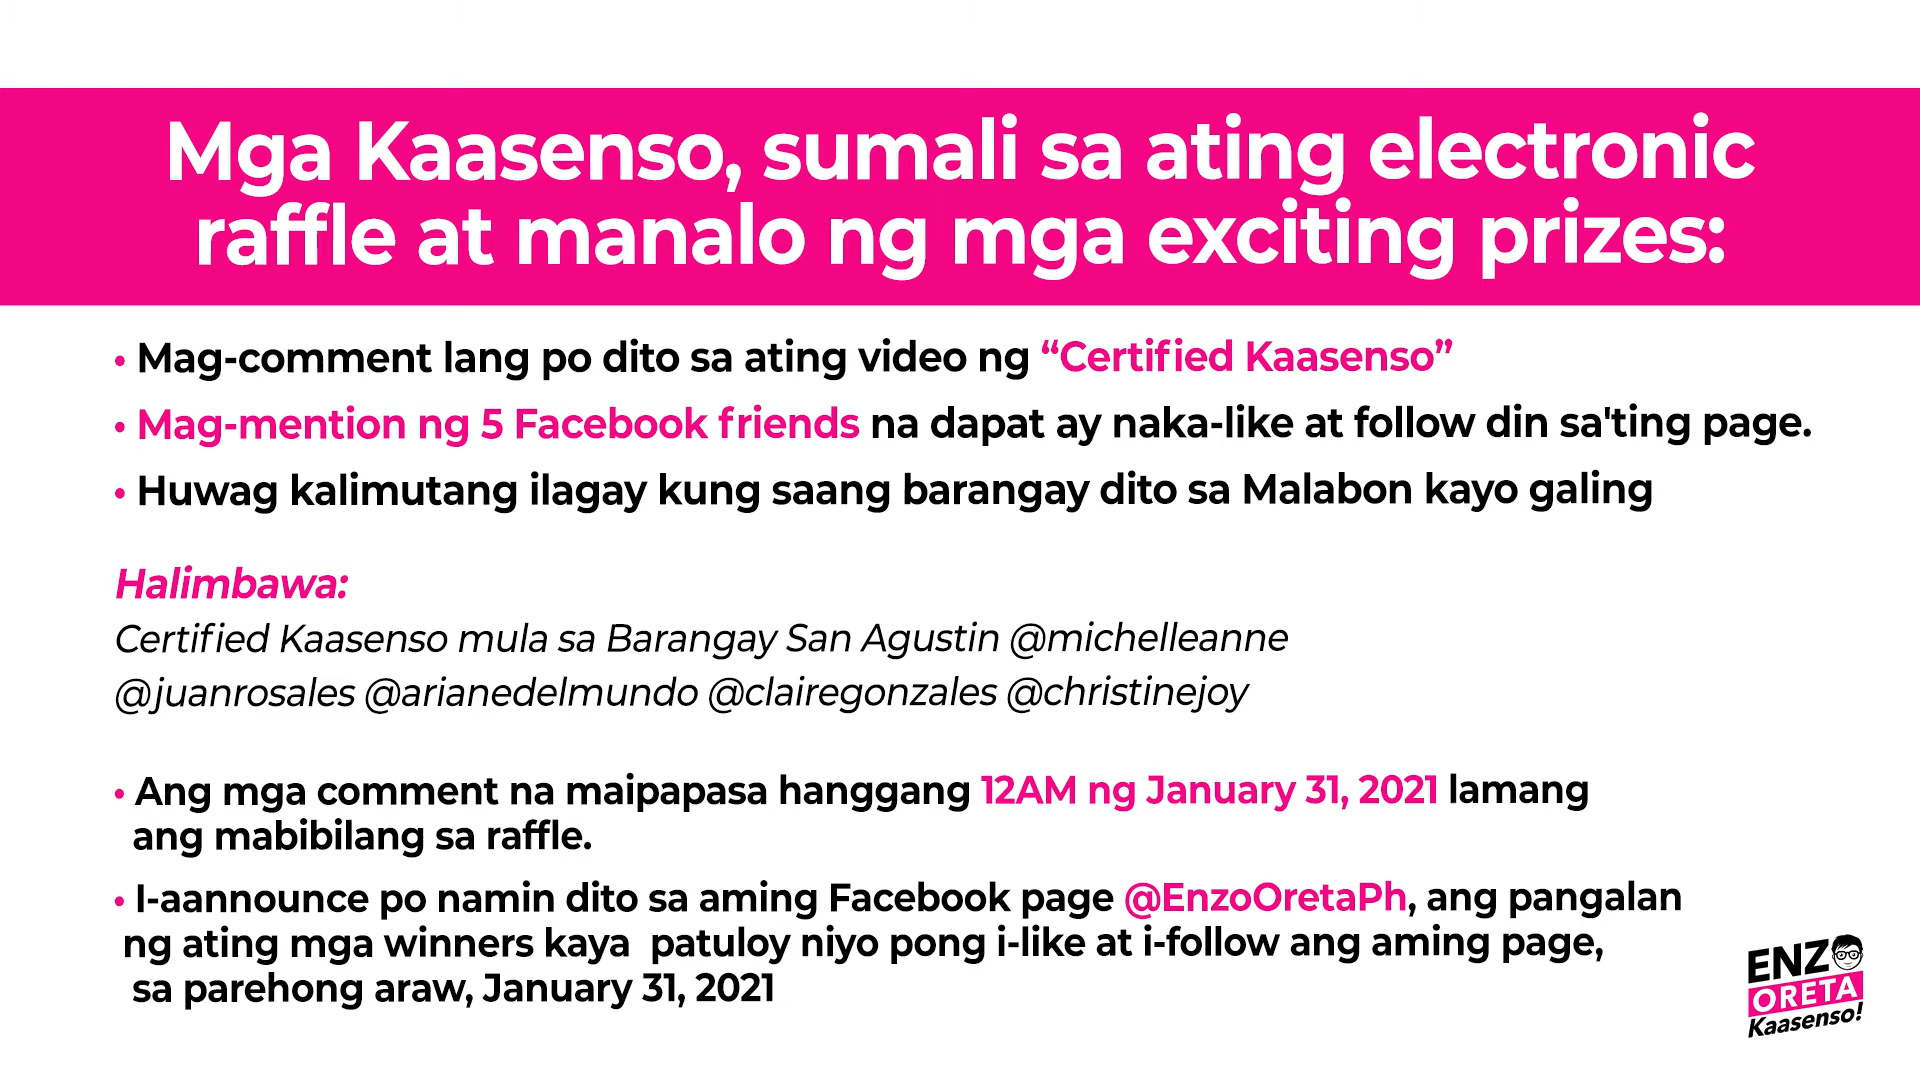 Mga Kaasenso, sumali sa ating electronic
raffle at manalo ng mga exciting prizes:
• Mag-comment lang po dito sa ating video ng “Certified Kaasenso”
• Mag-mention ng 5 Facebook friends na dapat ay naka-like at follow din sa'ting page.
• Huwag kalimutang ilagay kung saang barangay dito sa Malabon kayo galing
Halimbawa:
Certified Kaasenso mula sa Barangay San Agustin @michelleanne
@juanrosales @arianedelmundo @clairegonzales @christinejoy
• Ang mga comment na maipapasa hanggang 12AM ng January 31, 2021 lamang
ang mabibilang sa raffle.
• I-aannounce po namin dito sa aming Facebook page @EnzoOretaPh, ang pangalan
ng ating mga winners kaya  patuloy niyo pong i-like at i-follow ang aming page,
sa parehong araw, January 31, 2021
ENZO
ORETA
Kaasenso!